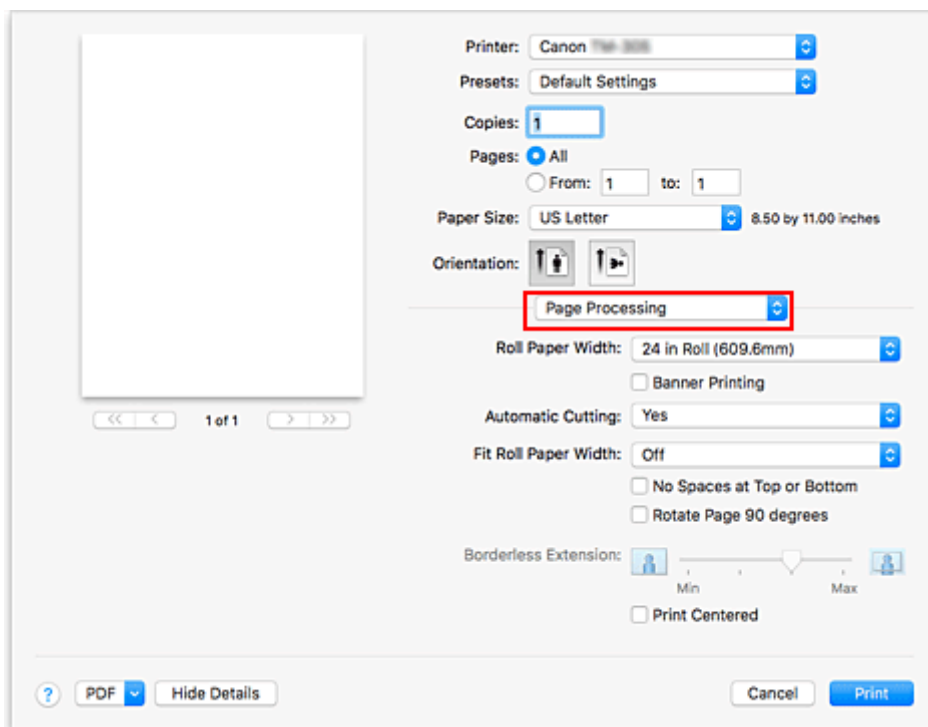 Printer: Canon
Presets: Default Settings
Copies: 1
Pages: All
From: 1 to: 1
Paper Size: US Letter 8.50 by 11.00 inches
Orientation:
Page Processing
Roll Paper Width: 24 in Roll (609.6mm)
Banner Printing
1 of 1
Automatic Cutting: Yes
Fit Roll Paper Width: Off
No Spaces at Top or Bottom
Rotate Page 90 degrees
Borderless Extension:
Min Max
Print Centered
? PDF Hide Details Cancel Print